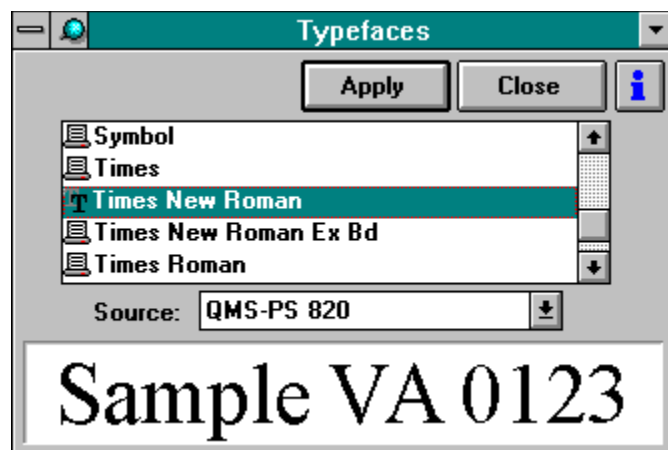 Typefaces
Apply Close i
Symbol
Times
T Times New Roman
Times New Roman Ex Bd
Times Roman
Source: QMS-PS 820
Sample VA 0123